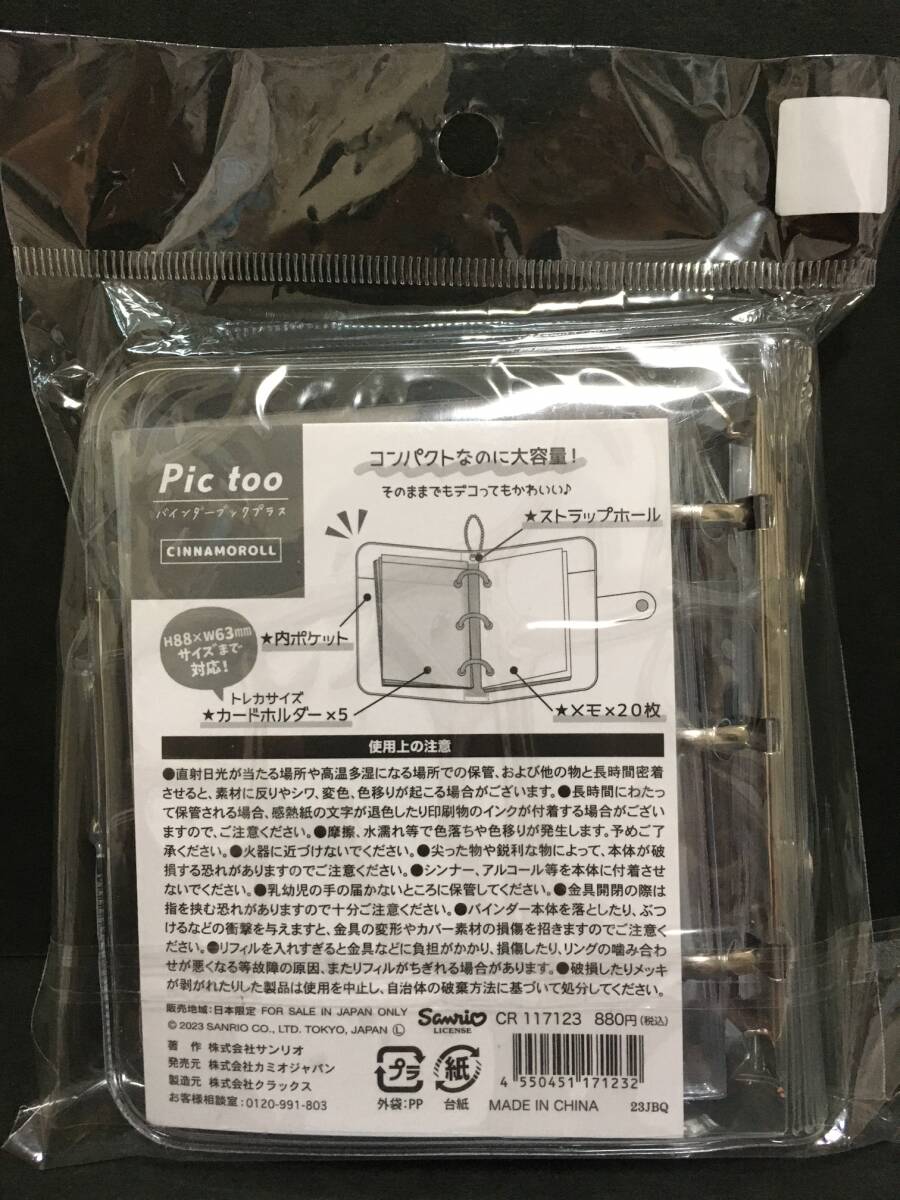 Pic too
バインダーブックプラス
CINNAMOROLL
コンパクトなのに大容量!
そのままでもデコってもかわいい♪
★ストラップホール
H88×W63mm
サイズまで
対応!
★内ポケット
トレカサイズ
★カードホルダー×5
★メモ×20枚
使用上の注意
●直射日光が当たる場所や高温多湿になる場所での保管、および他の物と長時間密着
させると、素材に反りやシワ、変色、色移りが起こる場合がございます。●長時間にわたっ
て保管される場合、感熱紙の文字が退色したり印刷物のインクが付着する場合がござい
ますので、ご注意ください。●摩擦、水濡れ等で色落ちや色移りが発生します。予めご了
承ください。●火器に近づけないでください。●尖った物や鋭利な物によって、本体が破
損する恐れがありますのでご注意ください。●シンナー、アルコール等を本体に付着させ
ないでください。●乳幼児の手の届かないところに保管してください。●金具開閉の際は
指を挟む恐れがありますので十分ご注意ください。●バインダー本体を落としたり、ぶつ
けるなどの衝撃を与えますと、金具の変形やカバー素材の損傷を招きますのでご注意く
ださい。●リフィルを入れすぎると金具などに負担がかかり、損傷したり、リングの噛み合わ
せが悪くなる等故障の原因、またリフィルがちぎれる場合があります。●破損したりメッキ
が剥がれたりした製品は使用を中止し、自治体の破棄方法に基づいて処分してください。
販売地域:日本限定 FOR SALE IN JAPAN ONLY
© 2023 SANRIO CO., LTD. TOKYO, JAPAN Ⓛ
Sanrio
LICENSE
CR 117123 880円(税込)
著 作 株式会社サンリオ
発売元 株式会社カミオジャパン
製造元 株式会社クラックス
お客様相談室:0120-991-803
プラ
外袋:PP
紙
台紙
4 550451 171232
MADE IN CHINA
23JBQ